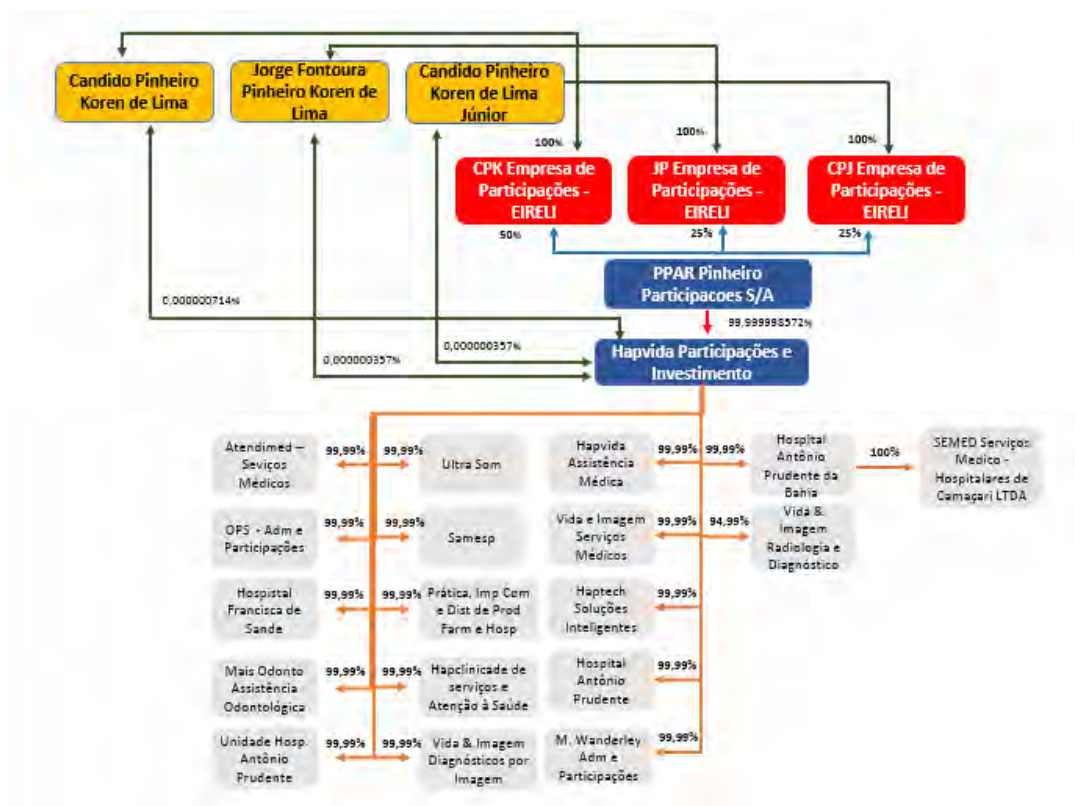 Candido Pinheiro
Koren de Lima
Jorge Fontoura
Pinheiro Koren de
Lima
Candido Pinheiro
Koren de Lima
Júnior
100%
100%
100%
CPK Empresa de
Participações -
EIRELI
JP Empresa de
Participações -
EIRELI
CPJ Empresa de
Participações -
EIRELI
50%
25%
25%
PPAR Pinheiro
Participacoes S/A
0,000000714%
99,999998572%
0,000000357%
0,000000357%
Hapvida Participações e
Investimento
Atendimed –
Seviços
Médicos
99,99%
99,99%
Ultra Som
Hapvida
Assistência
Médica
99,99%
99,99%
Hospital
Antônio
Prudente da
Bahia
100%
SEMED Serviços
Medico -
Hospitalares de
Camaçari LTDA
OPS - Adm e
Participações
99,99%
99,99%
Samesp
Vida e Imagem
Serviços
Médicos
99,99%
94,99%
Vida &
Imagem
Radiologia e
Diagnóstico
Hospistal
Francisca de
Sande
99,99%
99,99%
Prática, Imp Com
e Dist de Prod
Farm e Hosp
Haptech
Soluções
Inteligentes
99,99%
Mais Odonto
Assistência
Odontológica
99,99%
99,99%
Hapclínicade de
serviços e
Atenção à Saude
Hospital
Antônio
Prudente
99,99%
Unidade Hosp.
Antônio
Prudente
99,99%
99,99%
Vida & Imagem
Diagnósticos por
Imagem
M. Wanderley
Adm e
Participações
99,99%